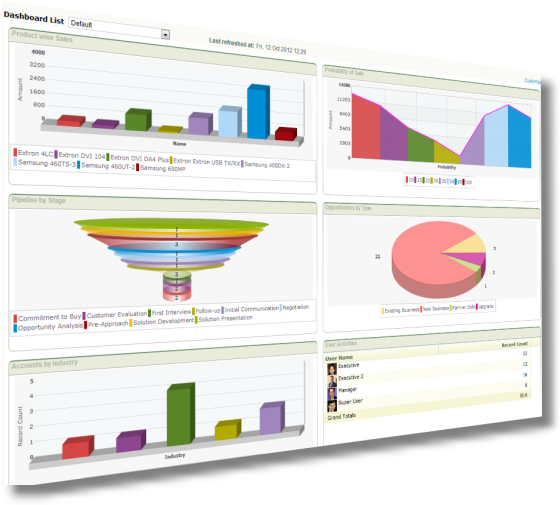 Dashboard List Default
Last refreshed at: Fri, 12 Oct 2012 12:29
Product wise Sales
4000
3200
2400
1600
800
0
Amount
Name
Extron 4LC Extron DVI 104 Extron DVI DA4 Plus Extron Extron USB TX/RX Samsung 400DX-2
Samsung 460TS-3 Samsung 460UT-2 Samsung 650MP
Probability of Sale
11200
2800
0
Amount
Probability
Pipeline by Stage
1
3
3
2
2
Commitment to Buy Customer Evaluation First Interview Follow-up Initial Communication Negotiation
Opportunity Analysis Pre-Approach Solution Development Solution Presentation
Opportunities by Type
22
3
2
1
Existing Business New Business Partner Sale Upgrade
Accounts by Industry
5
4
3
2
1
0
Record Count
Industry
User Activities
User Name Record Count
Executive
Executive 2 12
Manager
Super User
Grand Totals